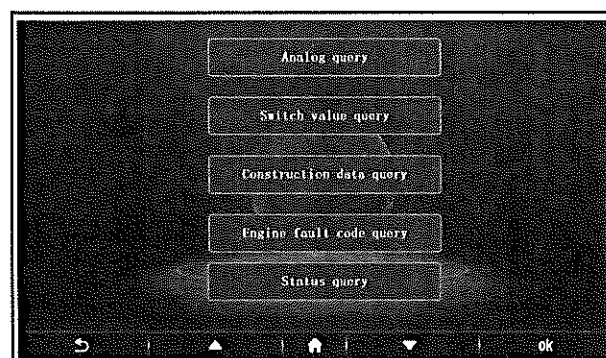 Analog query
Switch value query
Construction data query
Engine fault code query
Status query
ok